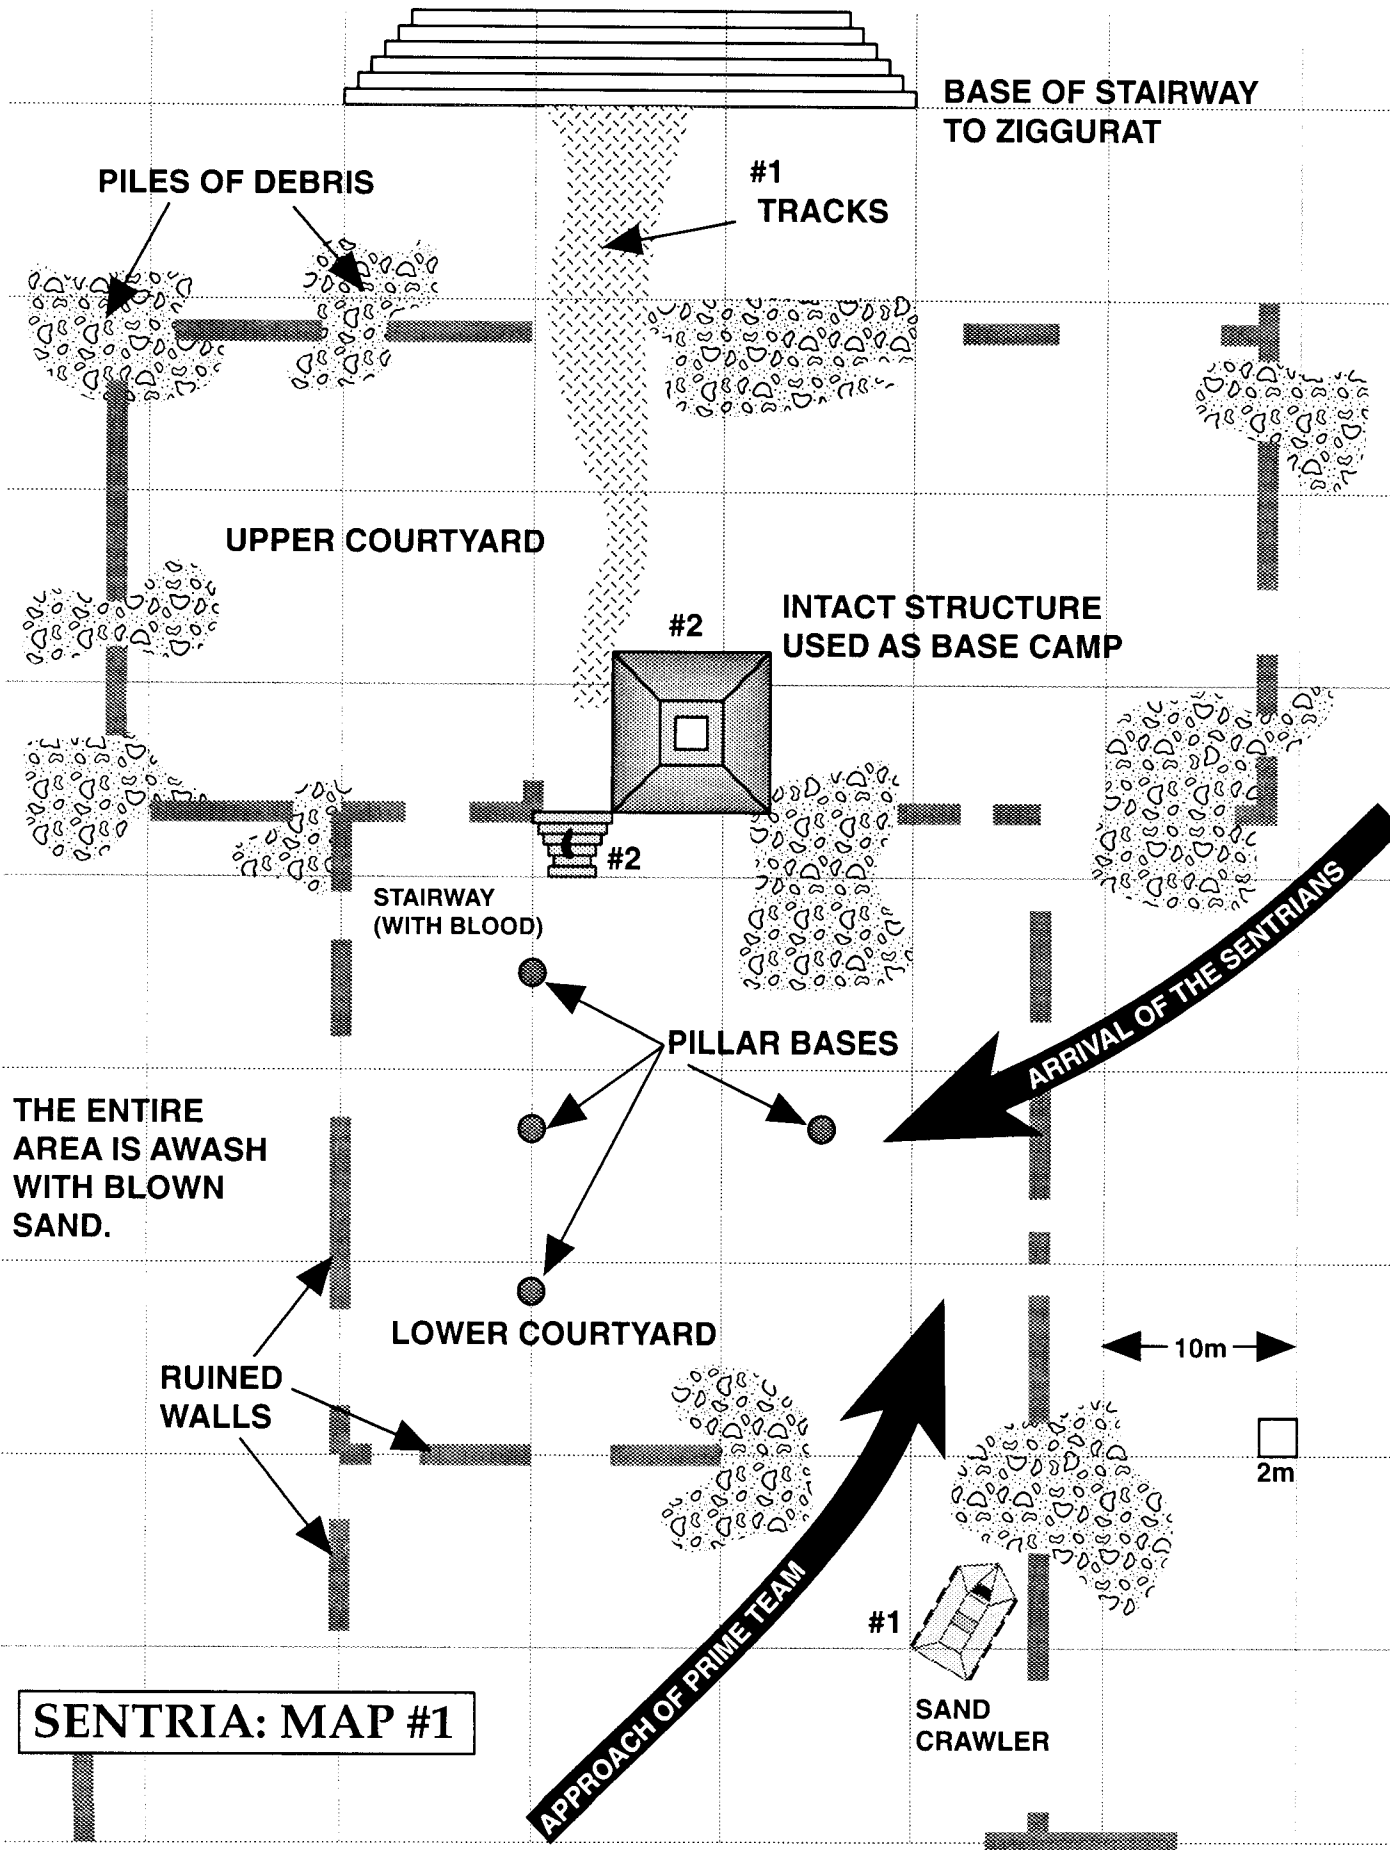 BASE OF STAIRWAY
TO ZIGGURAT
#1
TRACKS
PILES OF DEBRIS
UPPER COURTYARD
#2
INTACT STRUCTURE
USED AS BASE CAMP
#2
STAIRWAY
(WITH BLOOD)
ARRIVAL OF THE SENTRIANS
PILLAR BASES
THE ENTIRE
AREA IS AWASH
WITH BLOWN
SAND.
LOWER COURTYARD
10m
RUINED
WALLS
2m
APPROACH OF PRIME TEAM
#1
SAND
CRAWLER
SENTRIA: MAP #1